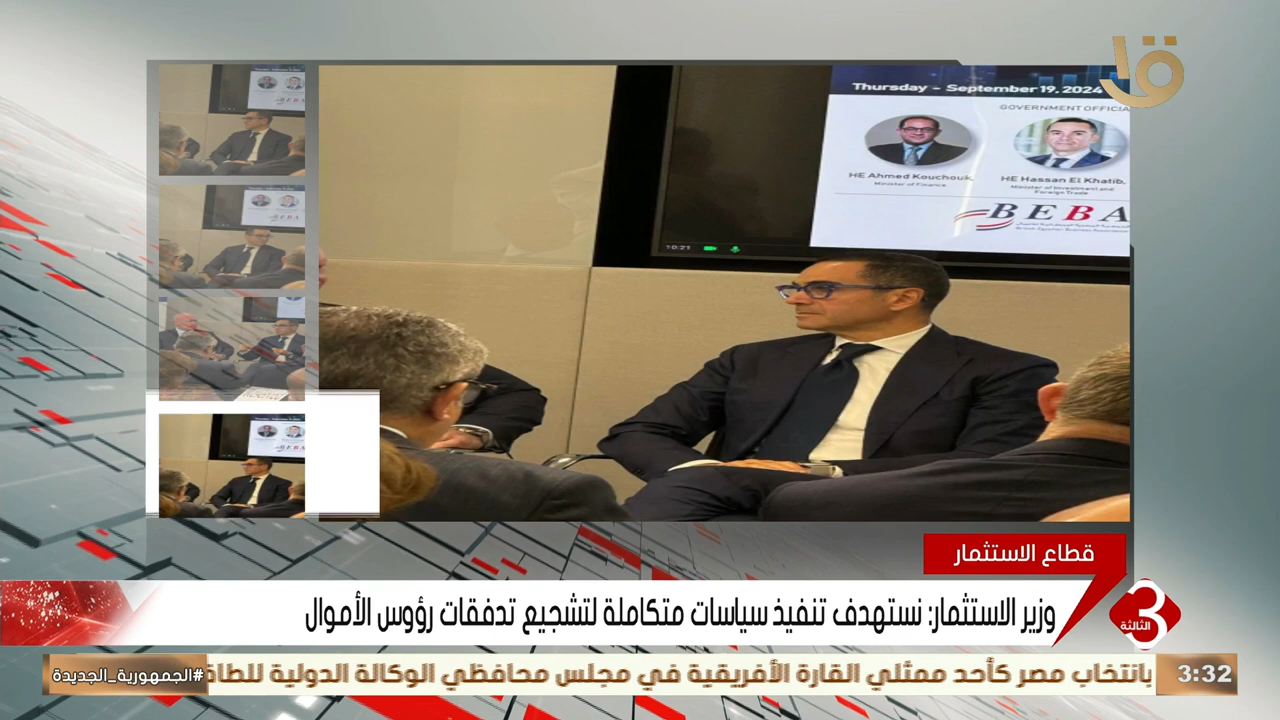 Thursday - September 19, 2024
GOVERNMENT OFFICIA
HE Ahmed Kouchouk,
Minister of Finance
HE Hassan El Khatib,
Minister of Investment and
Foreign Trade
BEBA
10:21
قطاع الاستثمار
وزير الاستثمار: نستهدف تنفيذ سياسات متكاملة لتشجيع تدفقات رؤوس الأموال
3
الثالثة
بانتخاب مصر كأحد ممثلي القارة الأفريقية في مجلس محافظي الوكالة الدولية للطاق
#الجمهورية_الجديدة
3:32